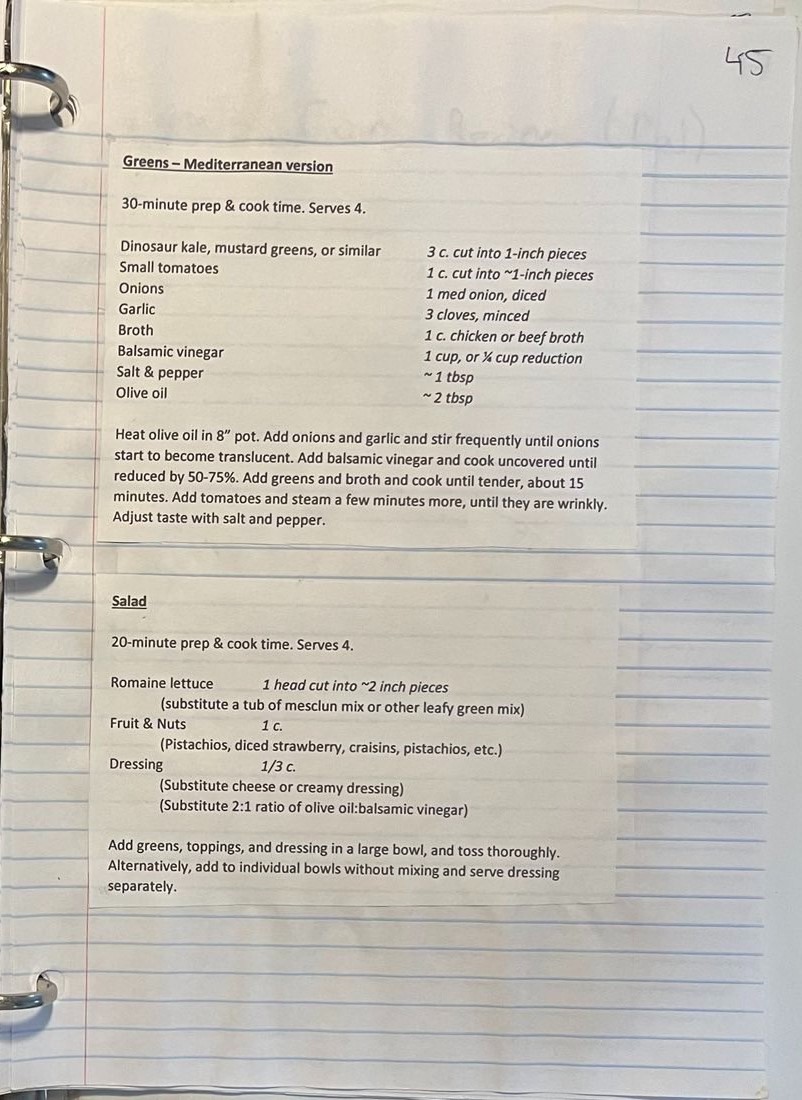 45
Greens – Mediterranean version
30-minute prep & cook time. Serves 4.
Dinosaur kale, mustard greens, or similar 3 c. cut into 1-inch pieces
Small tomatoes 1 c. cut into ~1-inch pieces
Onions 1 med onion, diced
Garlic 3 cloves, minced
Broth 1 c. chicken or beef broth
Balsamic vinegar 1 cup, or ¼ cup reduction
Salt & pepper ~ 1 tbsp
Olive oil ~ 2 tbsp
Heat olive oil in 8” pot. Add onions and garlic and stir frequently until onions
start to become translucent. Add balsamic vinegar and cook uncovered until
reduced by 50-75%. Add greens and broth and cook until tender, about 15
minutes. Add tomatoes and steam a few minutes more, until they are wrinkly.
Adjust taste with salt and pepper.
Salad
20-minute prep & cook time. Serves 4.
Romaine lettuce 1 head cut into ~2 inch pieces
(substitute a tub of mesclun mix or other leafy green mix)
Fruit & Nuts 1 c.
(Pistachios, diced strawberry, craisins, pistachios, etc.)
Dressing 1/3 c.
(Substitute cheese or creamy dressing)
(Substitute 2:1 ratio of olive oil:balsamic vinegar)
Add greens, toppings, and dressing in a large bowl, and toss thoroughly.
Alternatively, add to individual bowls without mixing and serve dressing
separately.